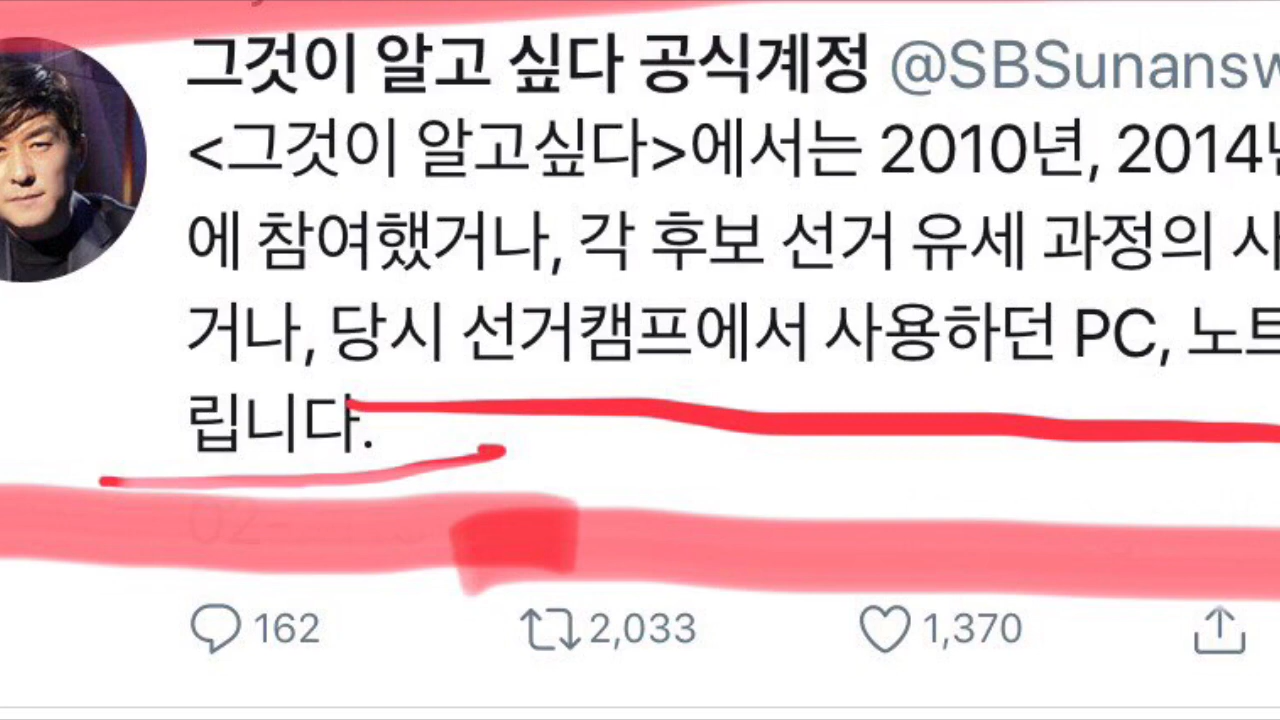 그것이 알고 싶다 공식계정 @SBSunansw
<그것이 알고싶다>에서는 2010년, 2014년
에 참여했거나, 각 후보 선거 유세 과정의 사
거나, 당시 선거캠프에서 사용하던 PC, 노트
립니다.
02-
162 2,033 1,370